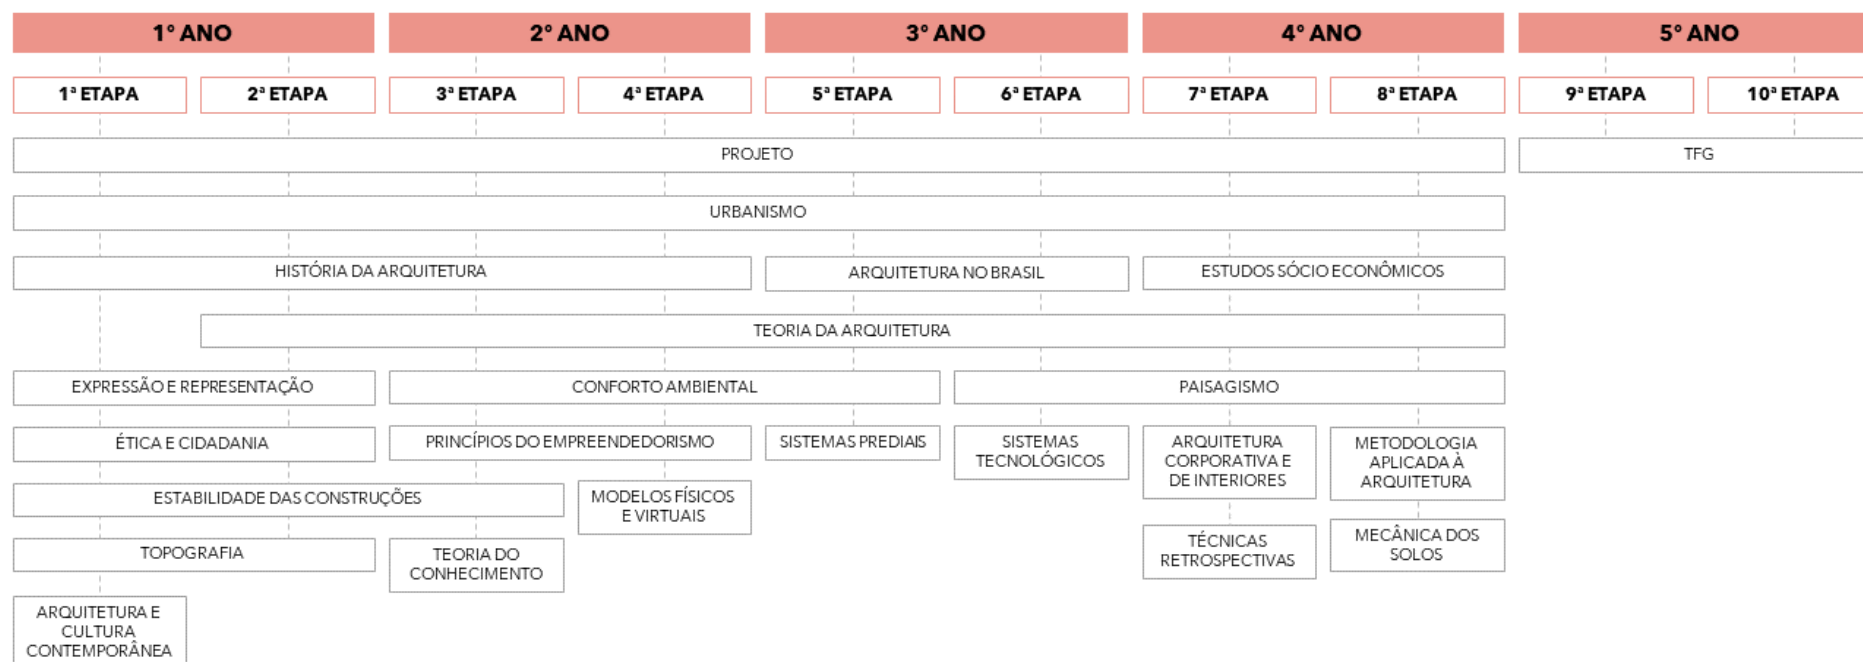 1º ANO
2º ANO
3º ANO
4º ANO
5º ANO
1ª ETAPA
2ª ETAPA
3ª ETAPA
4ª ETAPA
5ª ETAPA
6ª ETAPA
7ª ETAPA
8ª ETAPA
9ª ETAPA
10ª ETAPA
PROJETO
TFG
URBANISMO
HISTÓRIA DA ARQUITETURA
ARQUITETURA NO BRASIL
ESTUDOS SÓCIO ECONÔMICOS
TEORIA DA ARQUITETURA
EXPRESSÃO E REPRESENTAÇÃO
CONFORTO AMBIENTAL
PAISAGISMO
ÉTICA E CIDADANIA
PRINCÍPIOS DO EMPREENDEDORISMO
SISTEMAS PREDIAIS
SISTEMAS
TECNOLÓGICOS
ARQUITETURA
CORPORATIVA E
DE INTERIORES
METODOLOGIA
APLICADA À
ARQUITETURA
ESTABILIDADE DAS CONSTRUÇÕES
MODELOS FÍSICOS
E VIRTUAIS
TOPOGRAFIA
TEORIA DO
CONHECIMENTO
TÉCNICAS
RETROSPECTIVAS
MECÂNICA DOS
SOLOS
ARQUITETURA E
CULTURA
CONTEMPORÂNEA